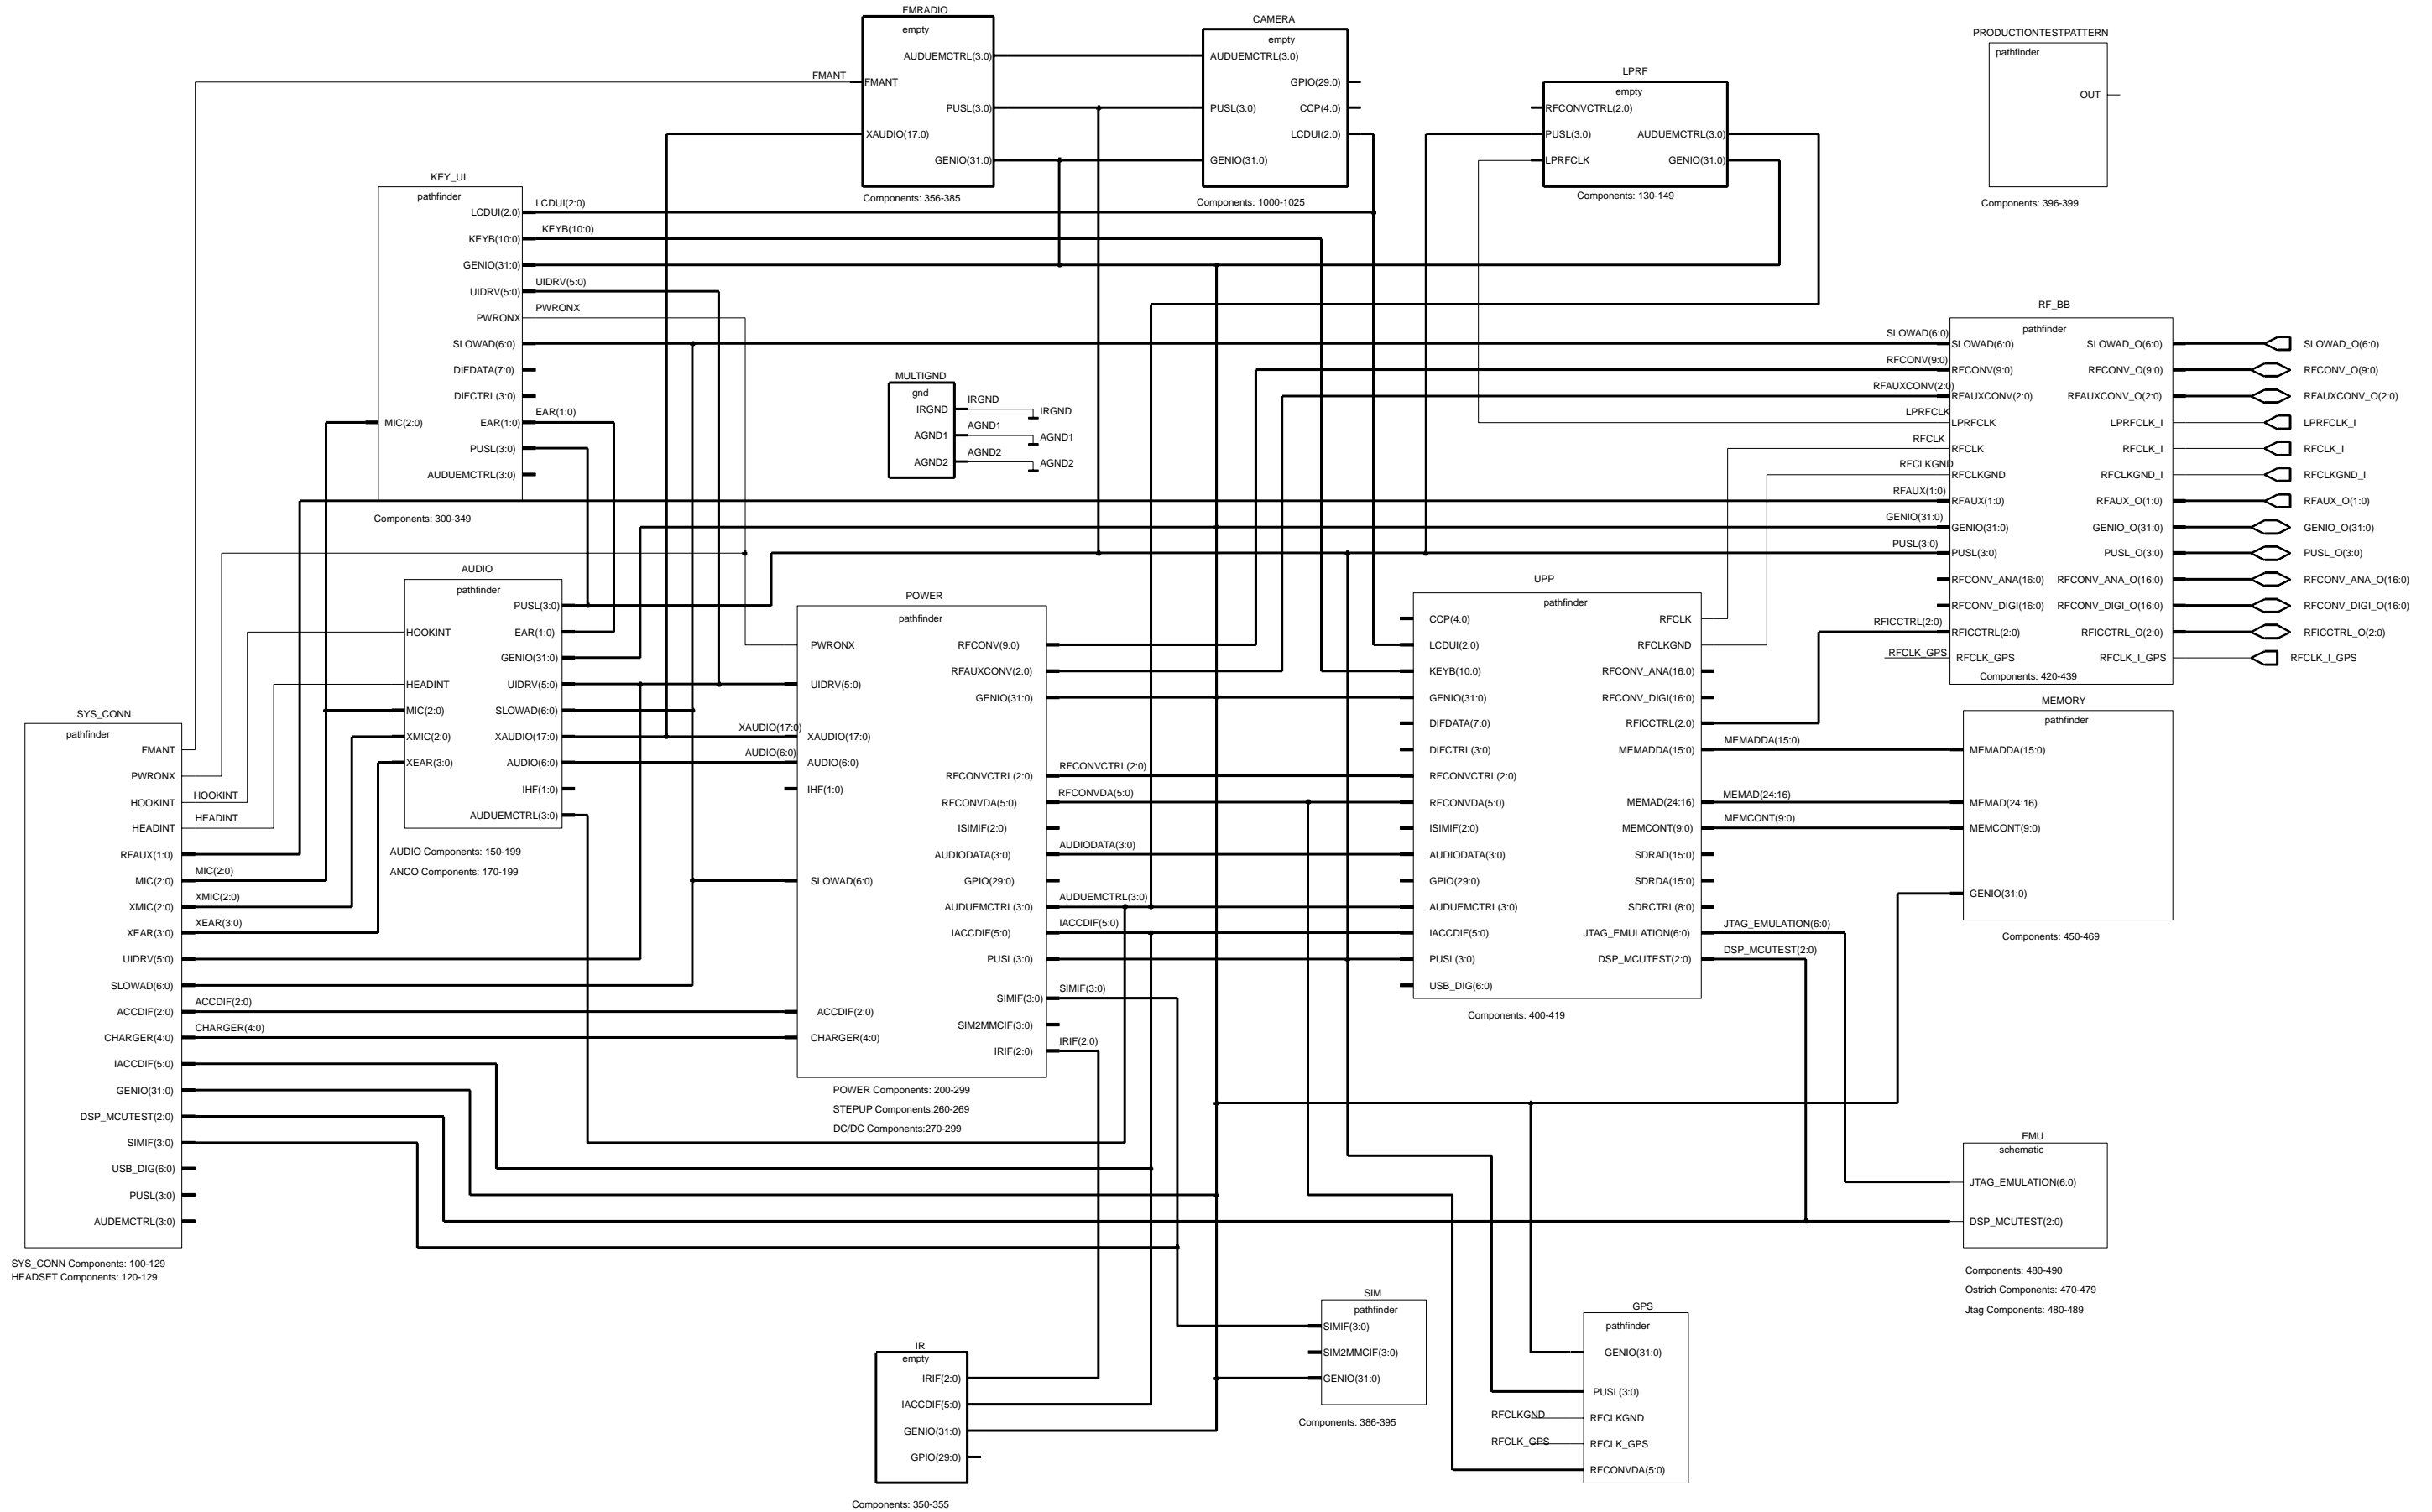 FMRADIO
empty
AUDUEMCTRL(3:0)
FMANT
FMANT
PUSL(3:0)
XAUDIO(17:0)
GENIO(31:0)
Components: 356-385
CAMERA
empty
AUDUEMCTRL(3:0)
GPIO(29:0)
PUSL(3:0)
CCP(4:0)
LCDUI(2:0)
GENIO(31:0)
Components: 1000-1025
LPRF
empty
RFCONVCTRL(2:0)
PUSL(3:0)
AUDUEMCTRL(3:0)
LPRFCLK
GENIO(31:0)
Components: 130-149
PRODUCTIONTESTPATTERN
pathfinder
OUT
Components: 396-399
KEY_UI
pathfinder
LCDUI(2:0)
LCDUI(2:0)
KEYB(10:0)
KEYB(10:0)
GENIO(31:0)
UIDRV(5:0)
UIDRV(5:0)
PWRONX
PWRONX
SLOWAD(6:0)
DIFDATA(7:0)
DIFCTRL(3:0)
MIC(2:0)
EAR(1:0)
EAR(1:0)
PUSL(3:0)
AUDUEMCTRL(3:0)
Components: 300-349
MULTIGND
gnd
IRGND
IRGND
IRGND
AGND1
AGND1
AGND1
AGND2
AGND2
AGND2
RF_BB
pathfinder
SLOWAD(6:0)
SLOWAD(6:0)
SLOWAD_O(6:0)
SLOWAD_O(6:0)
RFCONV(9:0)
RFCONV(9:0)
RFCONV_O(9:0)
RFCONV_O(9:0)
RFAUXCONV(2:0)
RFAUXCONV(2:0)
RFAUXCONV_O(2:0)
RFAUXCONV_O(2:0)
LPRFCLK
LPRFCLK
LPRFCLK_I
LPRFCLK_I
RFCLK
RFCLK
RFCLK_I
RFCLK_I
RFCLKGND
RFCLKGND
RFCLKGND_I
RFCLKGND_I
RFAUX(1:0)
RFAUX(1:0)
RFAUX_O(1:0)
RFAUX_O(1:0)
GENIO(31:0)
GENIO(31:0)
GENIO_O(31:0)
GENIO_O(31:0)
PUSL(3:0)
PUSL(3:0)
PUSL_O(3:0)
PUSL_O(3:0)
RFCONV_ANA(16:0)
RFCONV_ANA_O(16:0)
RFCONV_ANA_O(16:0)
RFCONV_DIGI(16:0)
RFCONV_DIGI_O(16:0)
RFCONV_DIGI_O(16:0)
RFICCTRL(2:0)
RFICCTRL(2:0)
RFICCTRL_O(2:0)
RFICCTRL_O(2:0)
RFCLK_GPS
RFCLK_GPS
RFCLK_I_GPS
RFCLK_I_GPS
Components: 420-439
AUDIO
pathfinder
PUSL(3:0)
HOOKINT
EAR(1:0)
GENIO(31:0)
HEADINT
UIDRV(5:0)
MIC(2:0)
SLOWAD(6:0)
XMIC(2:0)
XAUDIO(17:0)
XEAR(3:0)
AUDIO(6:0)
IHF(1:0)
AUDUEMCTRL(3:0)
AUDIO Components: 150-199
ANCO Components: 170-199
POWER
pathfinder
PWRONX
RFCONV(9:0)
RFAUXCONV(2:0)
UIDRV(5:0)
GENIO(31:0)
XAUDIO(17:0)
XAUDIO(17:0)
AUDIO(6:0)
AUDIO(6:0)
RFCONVCTRL(2:0)
RFCONVCTRL(2:0)
IHF(1:0)
RFCONVDA(5:0)
RFCONVDA(5:0)
ISIMIF(2:0)
AUDIODATA(3:0)
AUDIODATA(3:0)
SLOWAD(6:0)
GPIO(29:0)
AUDUEMCTRL(3:0)
AUDUEMCTRL(3:0)
IACCDIF(5:0)
IACCDIF(5:0)
PUSL(3:0)
SIMIF(3:0)
SIMIF(3:0)
ACCDIF(2:0)
SIM2MMCIF(3:0)
CHARGER(4:0)
IRIF(2:0)
IRIF(2:0)
POWER Components: 200-299
STEPUP Components:260-269
DC/DC Components:270-299
UPP
pathfinder
CCP(4:0)
RFCLK
LCDUI(2:0)
RFCLKGND
KEYB(10:0)
RFCONV_ANA(16:0)
GENIO(31:0)
RFCONV_DIGI(16:0)
DIFDATA(7:0)
RFICCTRL(2:0)
DIFCTRL(3:0)
MEMADDA(15:0)
MEMADDA(15:0)
RFCONVCTRL(2:0)
RFCONVDA(5:0)
MEMAD(24:16)
MEMAD(24:16)
ISIMIF(2:0)
MEMCONT(9:0)
MEMCONT(9:0)
AUDIODATA(3:0)
SDRAD(15:0)
GPIO(29:0)
SDRDA(15:0)
AUDUEMCTRL(3:0)
SDRCTRL(8:0)
IACCDIF(5:0)
JTAG_EMULATION(6:0)
JTAG_EMULATION(6:0)
PUSL(3:0)
DSP_MCUTEST(2:0)
DSP_MCUTEST(2:0)
USB_DIG(6:0)
Components: 400-419
MEMORY
pathfinder
MEMADDA(15:0)
MEMAD(24:16)
MEMCONT(9:0)
GENIO(31:0)
Components: 450-469
SYS_CONN
pathfinder
FMANT
PWRONX
HOOKINT
HOOKINT
HEADINT
HEADINT
RFAUX(1:0)
MIC(2:0)
MIC(2:0)
XMIC(2:0)
XMIC(2:0)
XEAR(3:0)
XEAR(3:0)
UIDRV(5:0)
SLOWAD(6:0)
ACCDIF(2:0)
ACCDIF(2:0)
CHARGER(4:0)
CHARGER(4:0)
IACCDIF(5:0)
GENIO(31:0)
DSP_MCUTEST(2:0)
SIMIF(3:0)
USB_DIG(6:0)
PUSL(3:0)
AUDEMCTRL(3:0)
SYS_CONN Components: 100-129
HEADSET Components: 120-129
EMU
schematic
JTAG_EMULATION(6:0)
DSP_MCUTEST(2:0)
Components: 480-490
Ostrich Components: 470-479
Jtag Components: 480-489
SIM
pathfinder
SIMIF(3:0)
SIM2MMCIF(3:0)
GENIO(31:0)
Components: 386-395
GPS
pathfinder
GENIO(31:0)
PUSL(3:0)
RFCLKGND
RFCLKGND
RFCLK_GPS
RFCLK_GPS
RFCONVDA(5:0)
IR
empty
IRIF(2:0)
IACCDIF(5:0)
GENIO(31:0)
GPIO(29:0)
Components: 350-355